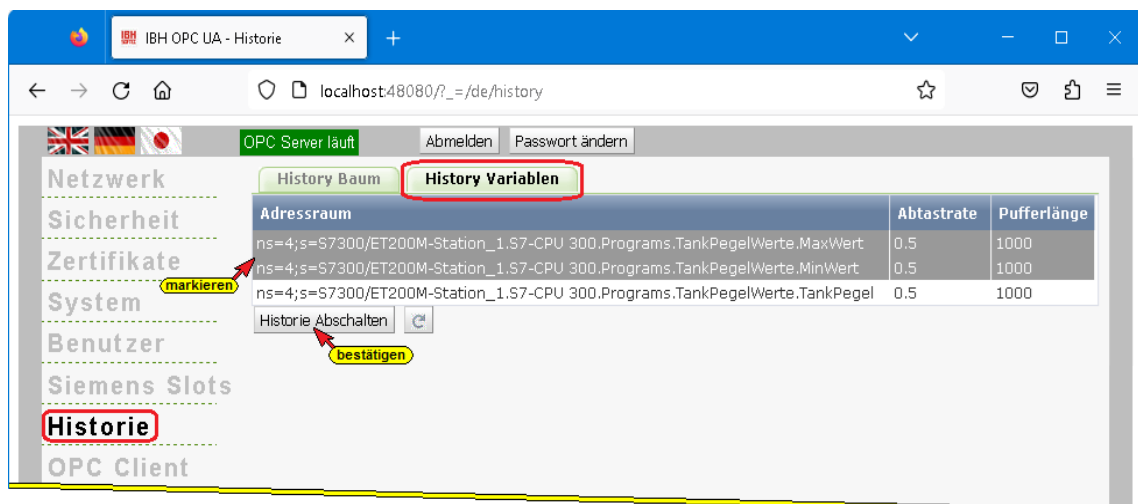 IBH OPC UA - Historie
localhost:48080/?_=/de/history
OPC Server läuft Abmelden Passwort ändern
Netzwerk
Sicherheit
Zertifikate
System
Benutzer
Siemens Slots
Historie
OPC Client
History Baum History Variablen
Adressraum Abtastrate Pufferlänge
ns=4;s=S7300/ET200M-Station_1.S7-CPU 300.Programs.TankPegelWerte.MaxWert 0.5 1000
ns=4;s=S7300/ET200M-Station_1.S7-CPU 300.Programs.TankPegelWerte.MinWert 0.5 1000
ns=4;s=S7300/ET200M-Station_1.S7-CPU 300.Programs.TankPegelWerte.TankPegel 0.5 1000
markieren
Historie Abschalten
bestätigen